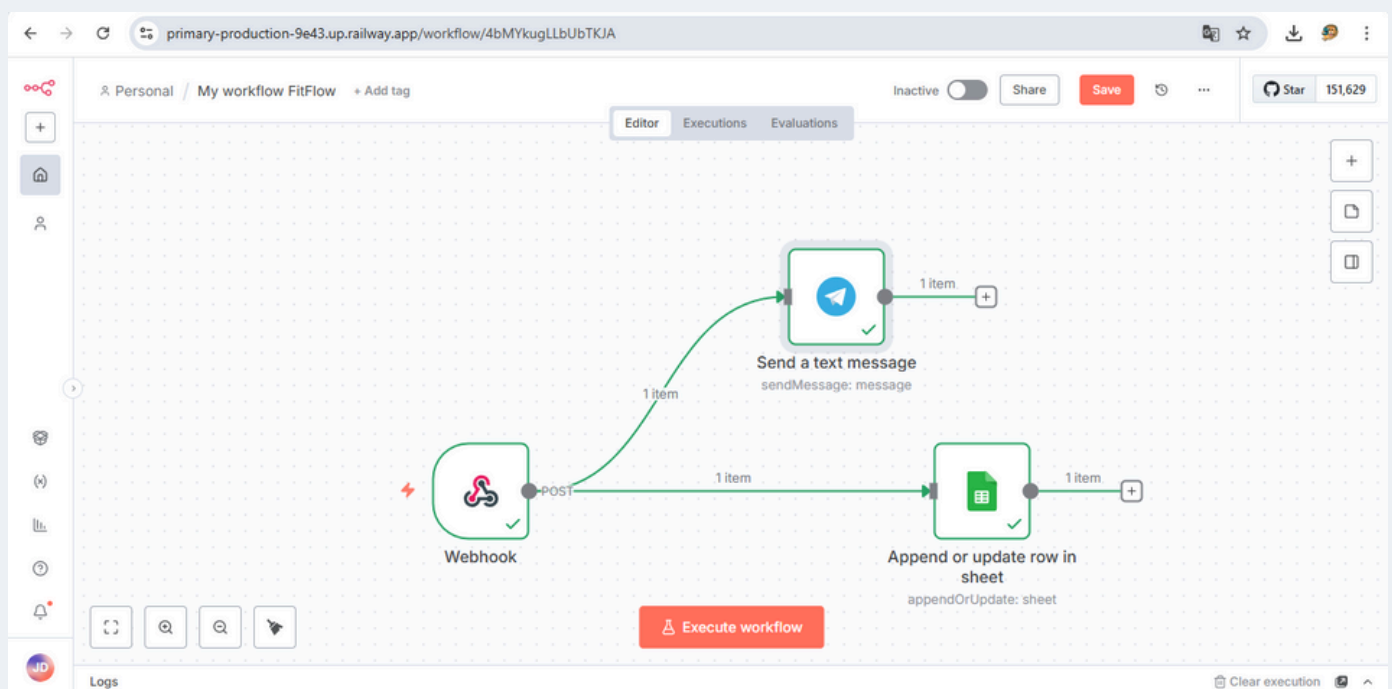 primary-production-9e43.up.railway.app/workflow/4bMYkugLLbUbTKJA
Personal / My workflow FitFlow + Add tag
Inactive
Share
Save
...
Star 151,629
Editor Executions Evaluations
1 item
Send a text message
sendMessage: message
1 item
POST
1 item
1 item
Webhook
Append or update row in
sheet
appendOrUpdate: sheet
Execute workflow
JD
Logs
Clear execution